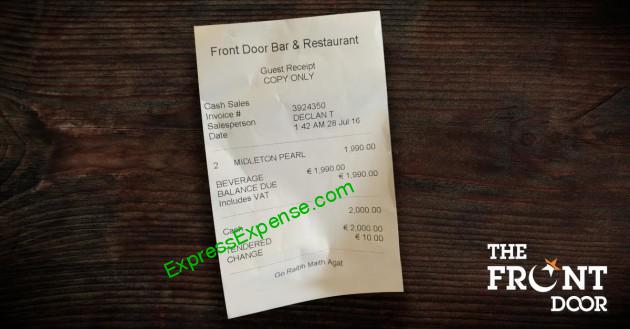 Front Door Bar & Restaurant
Guest Receipt
COPY ONLY
Cash Sales
Invoice # 3924350
Salesperson DECLAN T
Date 1:42 AM 28 Jul 16
2 MIDLETON PEARL 1,990.00
BEVERAGE € 1,990.00
BALANCE DUE € 1,990.00
Includes VAT
Cash 2,000.00
TENDERED € 2,000.00
CHANGE € 10.00
Go Raibh Maith Agat
ExpressExpense.com
THE
FRONT
DOOR